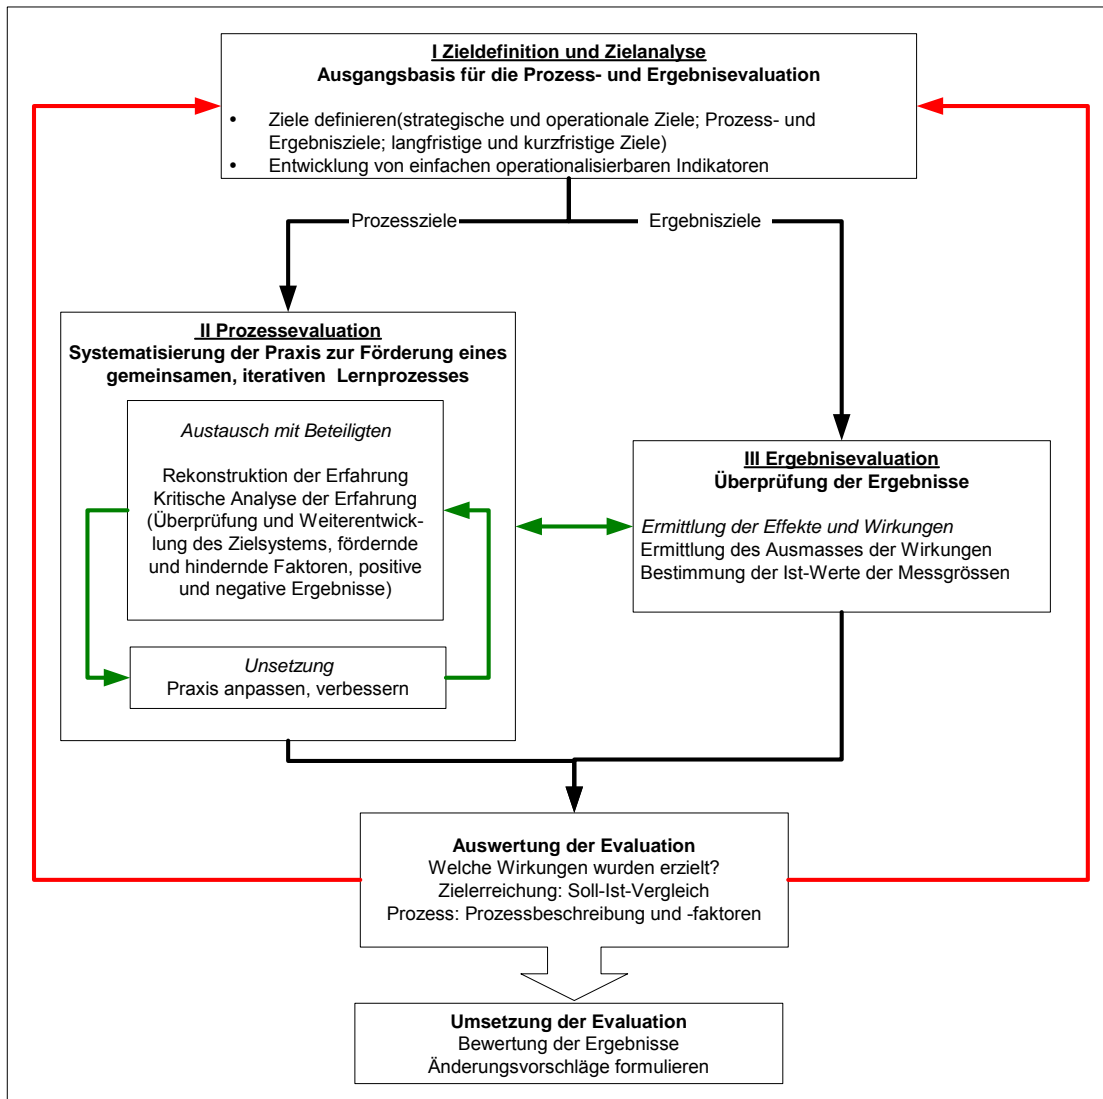 I Zieldefinition und Zielanalyse
Ausgangsbasis für die Prozess- und Ergebnisevaluation
• Ziele definieren(strategische und operationale Ziele; Prozess- und
Ergebnisziele; langfristige und kurzfristige Ziele)
• Entwicklung von einfachen operationalisierbaren Indikatoren
Prozessziele
Ergebnisziele
II Prozessevaluation
Systematisierung der Praxis zur Förderung eines
gemeinsamen, iterativen Lernprozesses
Austausch mit Beteiligten
Rekonstruktion der Erfahrung
Kritische Analyse der Erfahrung
(Überprüfung und Weiterentwick-
lung des Zielsystems, fördernde
und hindernde Faktoren, positive
und negative Ergebnisse)
Unsetzung
Praxis anpassen, verbessern
III Ergebnisevaluation
Überprüfung der Ergebnisse
Ermittlung der Effekte und Wirkungen
Ermittlung des Ausmasses der Wirkungen
Bestimmung der Ist-Werte der Messgrössen
Auswertung der Evaluation
Welche Wirkungen wurden erzielt?
Zielerreichung: Soll-Ist-Vergleich
Prozess: Prozessbeschreibung und -faktoren
Umsetzung der Evaluation
Bewertung der Ergebnisse
Änderungsvorschläge formulieren